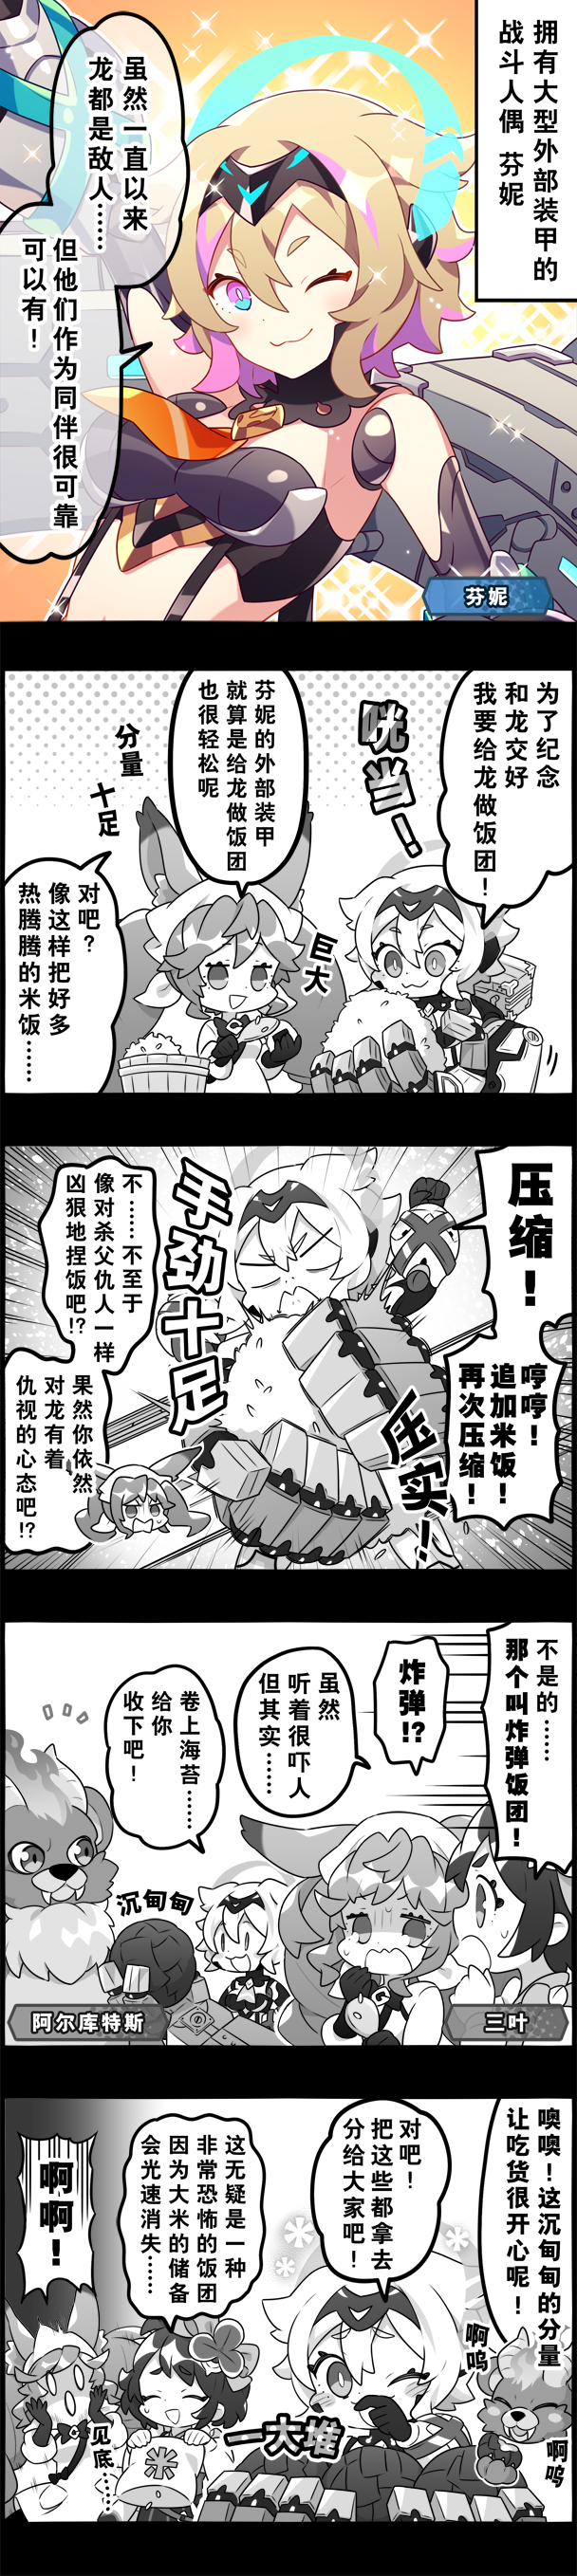 拥有大型外部装甲的
战斗人偶 芬妮
虽然一直以来
龙都是敌人……
但他们作为同伴很可靠
可以有！
芬妮
为了纪念
和龙交好
我要给龙做饭团！
咣当！
芬妮的外部装甲
就算是给龙做饭团
也很轻松呢
分量
十足
巨大
对吧？
像这样把好多
热腾腾的米饭……
压缩！
哼哼！
追加米饭！
再次压缩！
手劲十足
压实！
不……不至于
像对杀父仇人一样
凶狠地捏饭吧!?
果然你依然
对龙有着
仇视的心态吧!?
不是的……
那个叫炸弹饭团！
炸弹!?
虽然
听着很吓人
但其实……
卷上海苔……
给你
收下吧！
沉甸甸
阿尔库特斯
三叶
噢噢！这沉甸甸的分量
让吃货很开心呢！
啊呜
啊呜
对吧！
把这些都拿去
分给大家吧！
一大堆
这无疑是一种
非常恐怖的饭团
因为大米的储备
会光速消失……
米
见底……
啊啊！